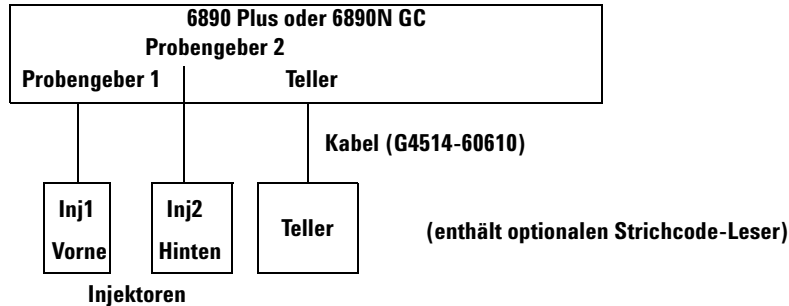 6890 Plus oder 6890N GC
Probengeber 2
Probengeber 1
Teller
Kabel (G4514-60610)
Inj1
Vorne
Inj2
Hinten
Teller
(enthält optionalen Strichcode-Leser)
Injektoren